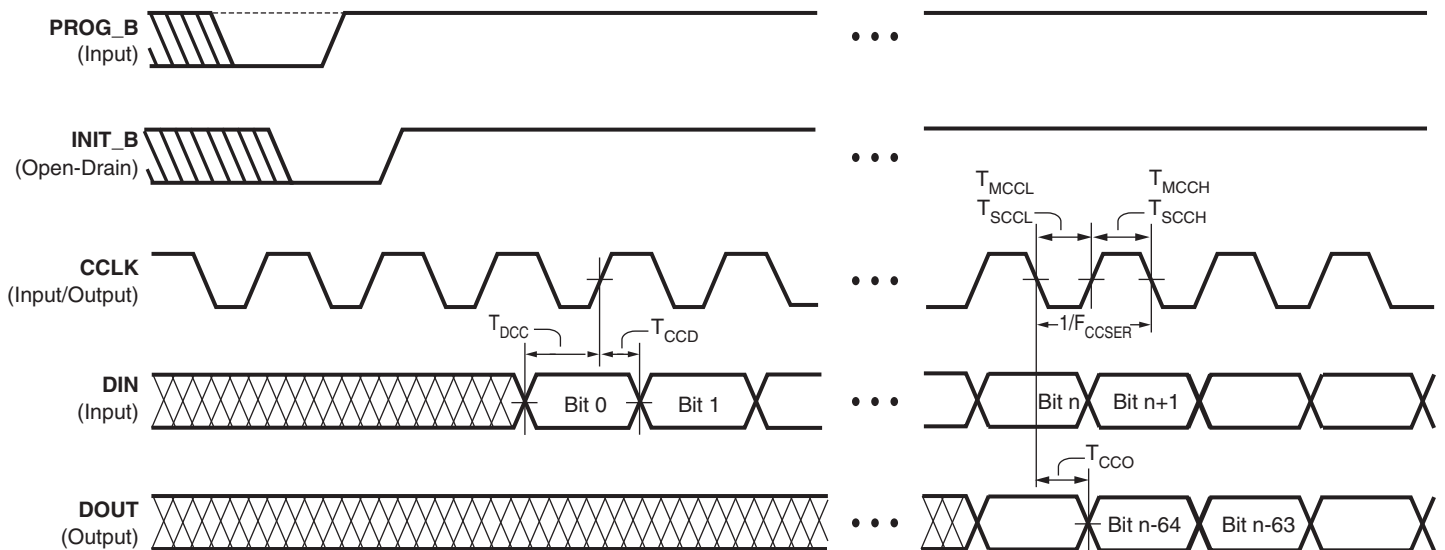 PROG_B
(Input)
INIT_B
(Open-Drain)
T_MCCL
T_SCCL
T_MCCH
T_SCCH
CCLK
(Input/Output)
T_DCC
T_CCD
1/F_CCSER
DIN
(Input)
Bit 0
Bit 1
Bit n
Bit n+1
T_CCO
DOUT
(Output)
Bit n-64
Bit n-63